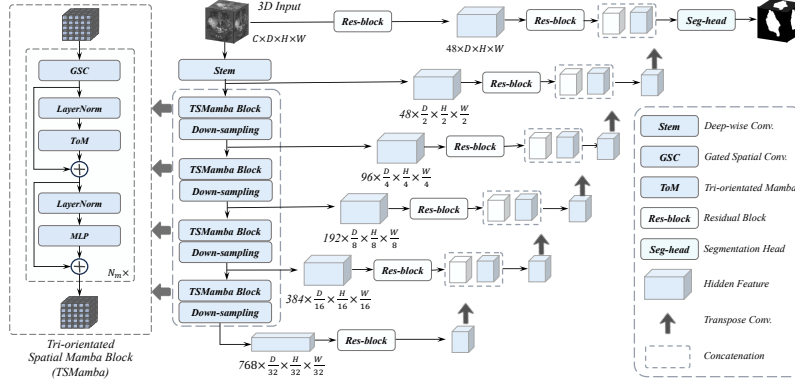 3D Input
C×D×H×W
Res-block
48×D×H×W
Res-block
Seg-head
GSC
LayerNorm
ToM
LayerNorm
MLP
N_m×
Tri-orientated
Spatial Mamba Block
(TSMamba)
Stem
TSMamba Block
Down-sampling
TSMamba Block
Down-sampling
TSMamba Block
Down-sampling
TSMamba Block
Down-sampling
48×D/2×H/2×W/2
Res-block
96×D/4×H/4×W/4
Res-block
192×D/8×H/8×W/8
Res-block
384×D/16×H/16×W/16
Res-block
768×D/32×H/32×W/32
Res-block
Stem Deep-wise Conv.
GSC Gated Spatial Conv.
ToM Tri-orientated Mamba
Res-block Residual Block
Seg-head Segmentation Head
Hidden Feature
Transpose Conv.
Concatenation